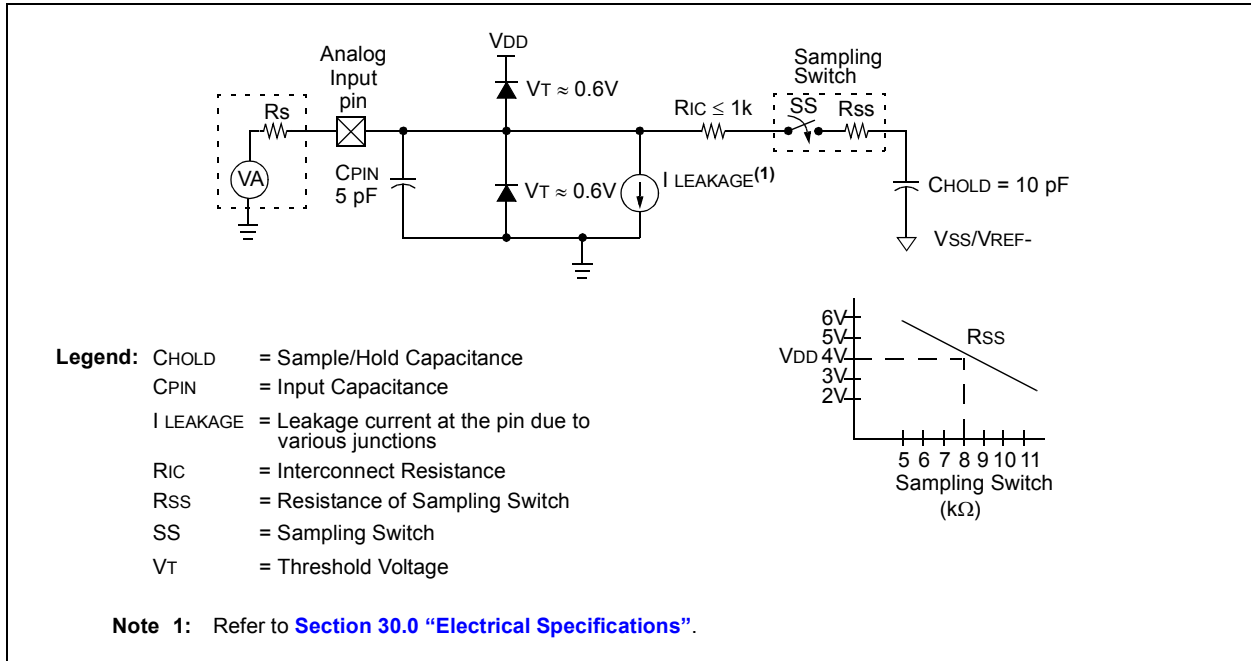 Analog
Input
pin
VDD
VT ≈ 0.6V
Sampling
Switch
Rs
RIC ≤ 1k
SS
Rss
VA
CPIN
5 pF
VT ≈ 0.6V
I LEAKAGE(1)
CHOLD = 10 pF
VSS/VREF-
6V
5V
VDD 4V
3V
2V
RSS
5 6 7 8 9 10 11
Sampling Switch
(kΩ)
Legend: CHOLD = Sample/Hold Capacitance
CPIN = Input Capacitance
I LEAKAGE = Leakage current at the pin due to
various junctions
RIC = Interconnect Resistance
RSS = Resistance of Sampling Switch
SS = Sampling Switch
VT = Threshold Voltage
Note 1: Refer to Section 30.0 “Electrical Specifications”.